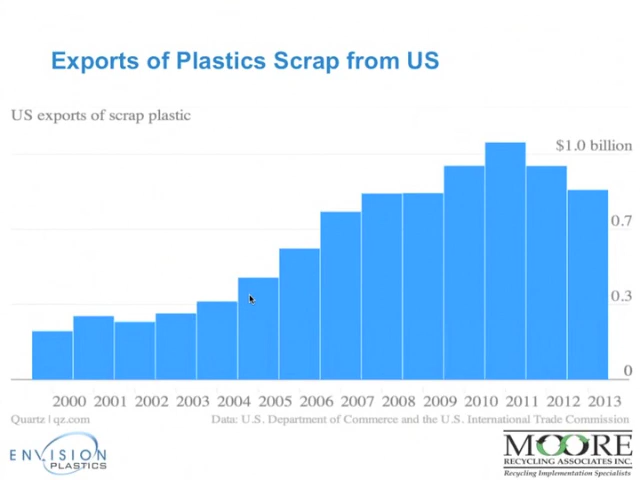 Exports of Plastics Scrap from US
US exports of scrap plastic
$1.0 billion
0.7
0.3
0
2000 2001 2002 2003 2004 2005 2006 2007 2008 2009 2010 2011 2012 2013
Quartz | qz.com
Data: U.S. Department of Commerce and the U.S. International Trade Commission
ENVISION
PLASTICS
MOORE
RECYCLING ASSOCIATES INC.
Recycling Implementation Specialists